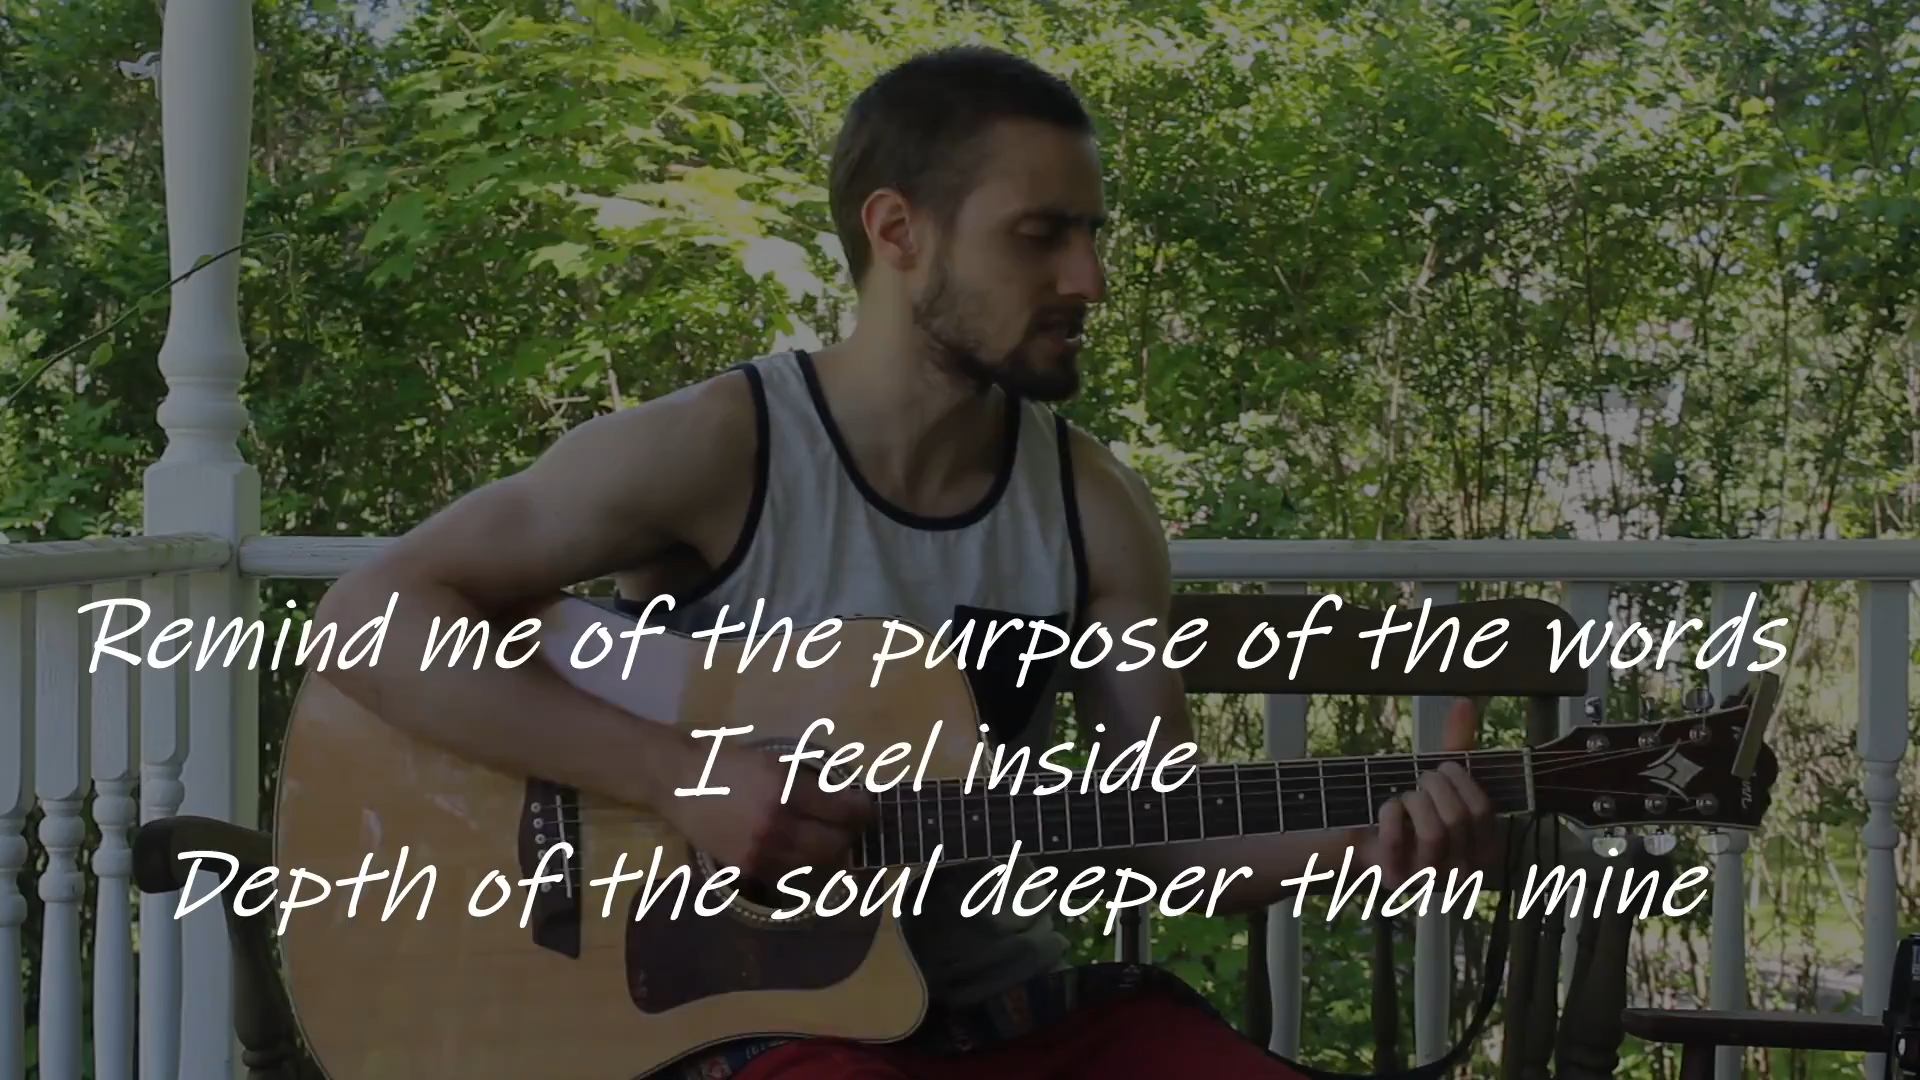 Remind me of the purpose of the words
I feel inside
Depth of the soul deeper than mine